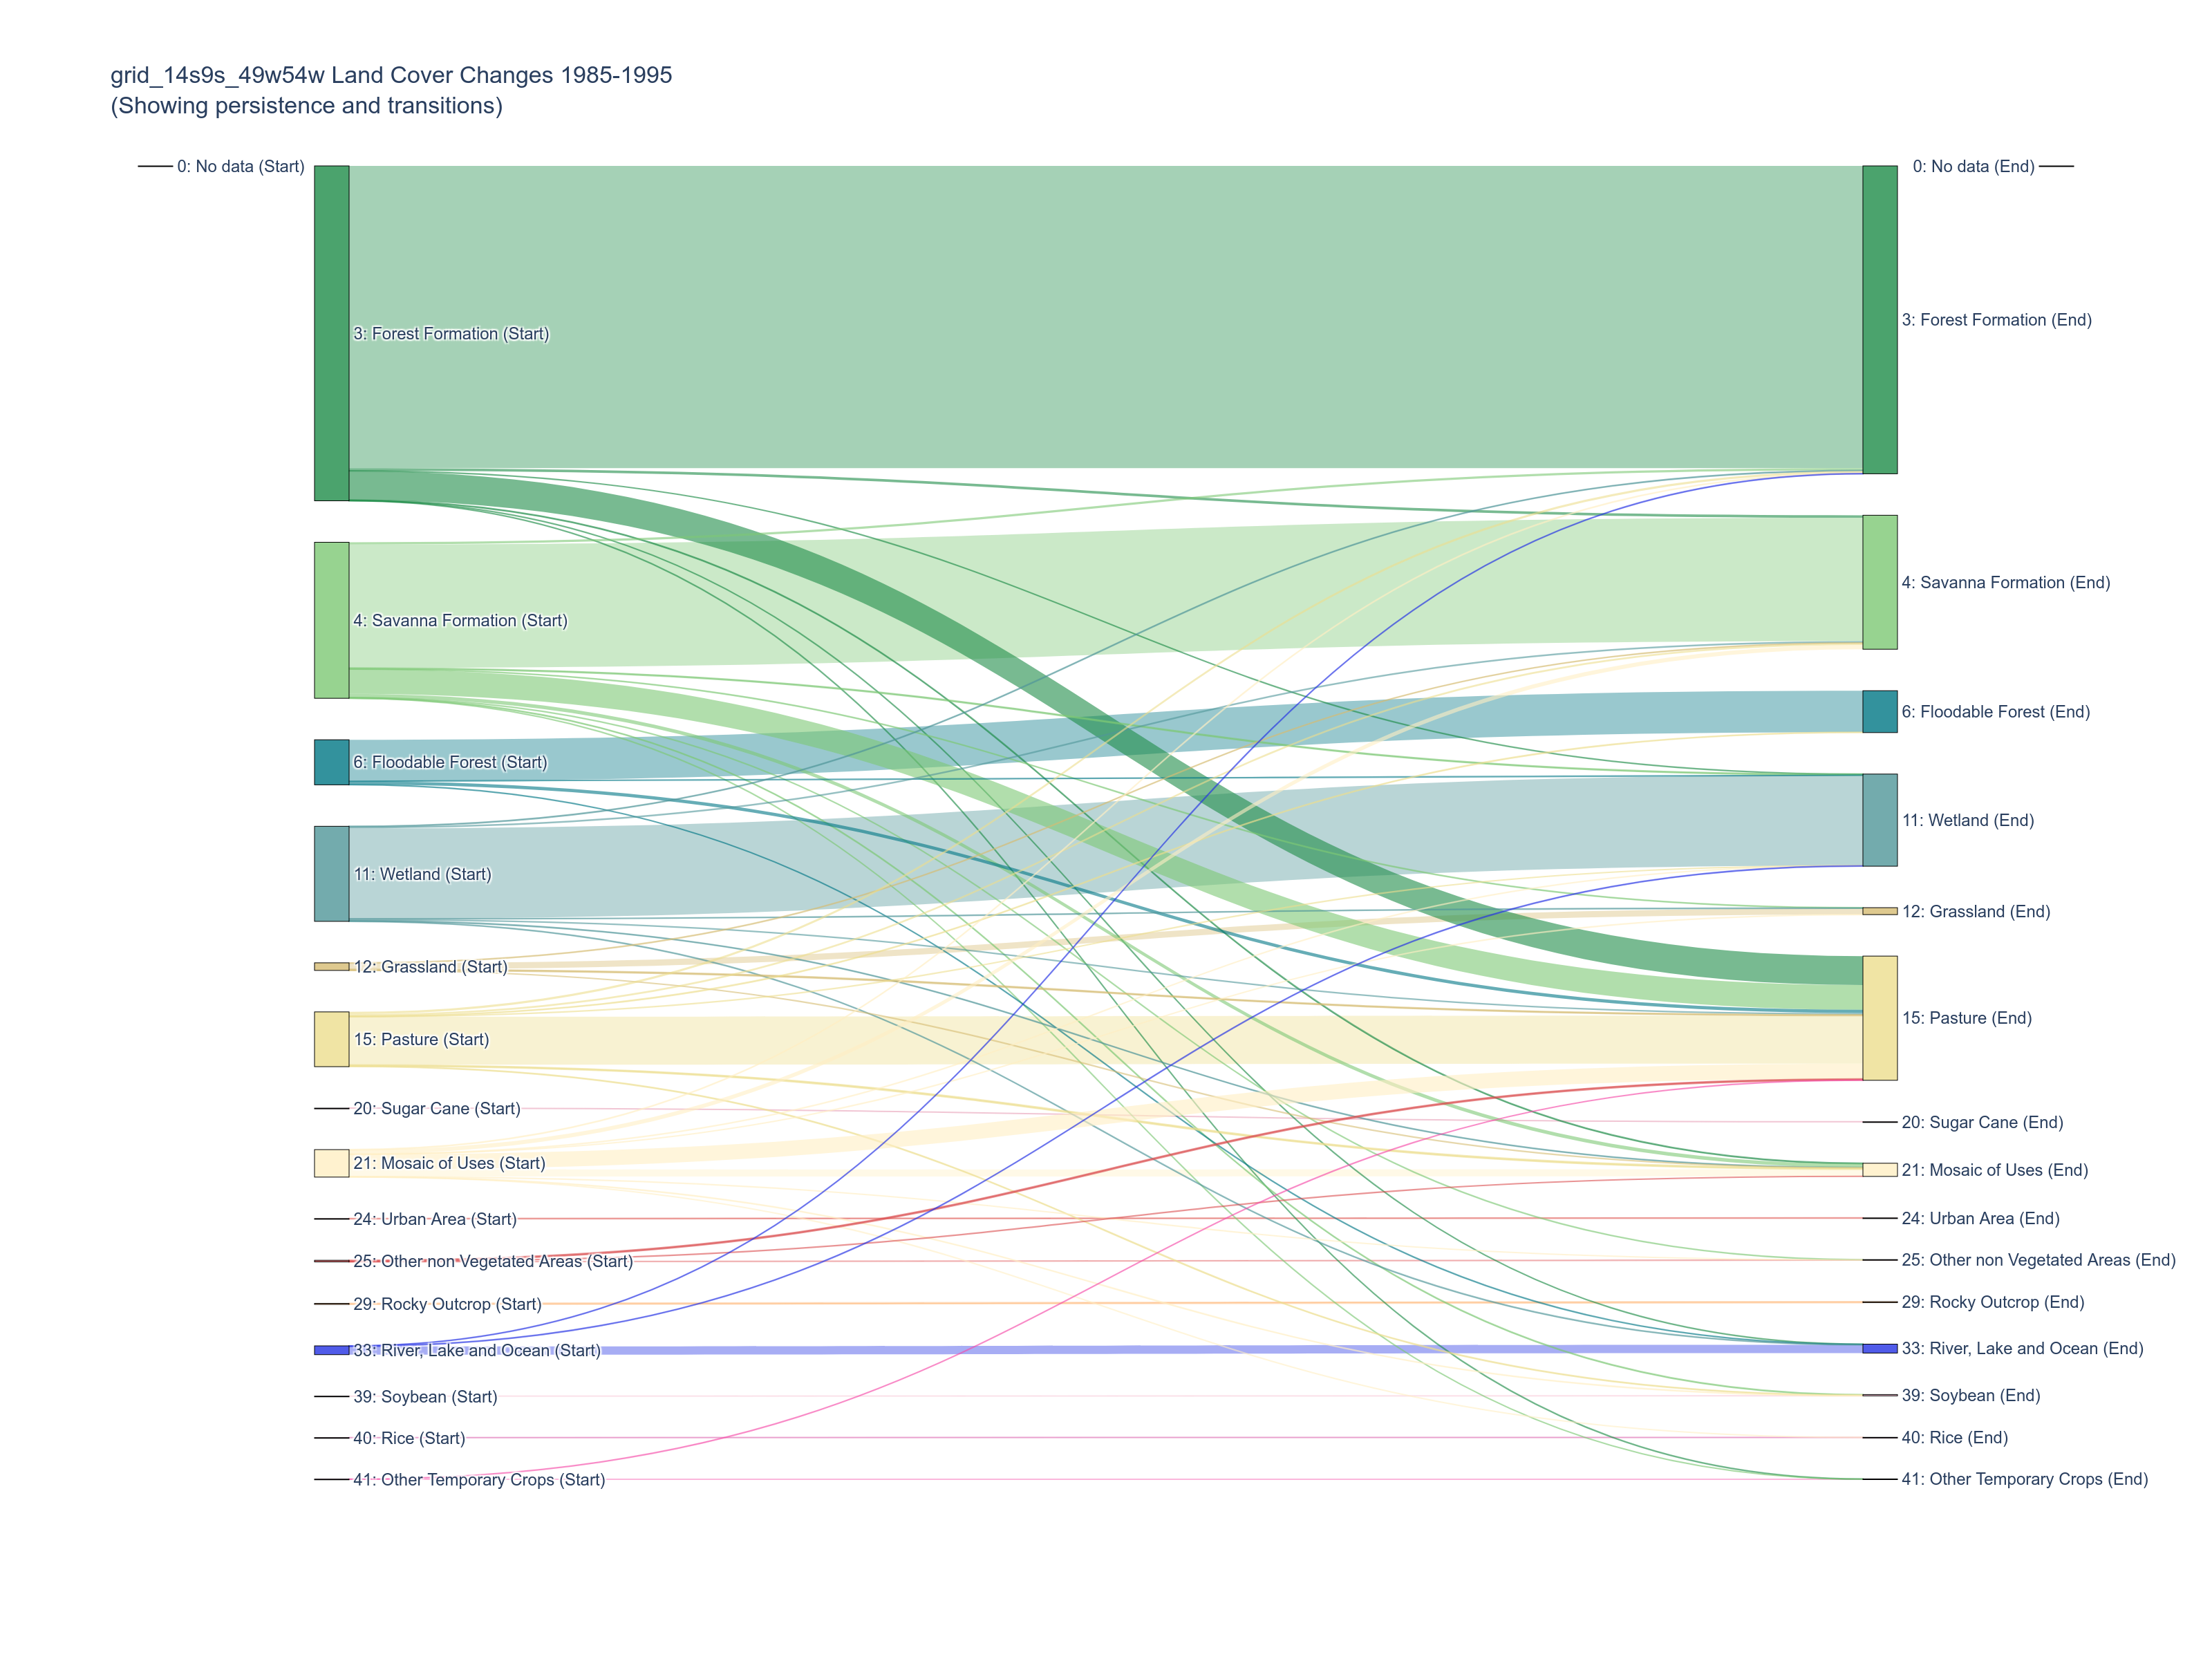 grid_14s9s_49w54w Land Cover Changes 1985-1995
(Showing persistence and transitions)
0: No data (Start)
0: No data (End)
3: Forest Formation (Start)
3: Forest Formation (End)
4: Savanna Formation (Start)
4: Savanna Formation (End)
6: Floodable Forest (Start)
6: Floodable Forest (End)
11: Wetland (Start)
11: Wetland (End)
12: Grassland (Start)
12: Grassland (End)
15: Pasture (Start)
15: Pasture (End)
20: Sugar Cane (Start)
20: Sugar Cane (End)
21: Mosaic of Uses (Start)
21: Mosaic of Uses (End)
24: Urban Area (Start)
24: Urban Area (End)
25: Other non Vegetated Areas (Start)
25: Other non Vegetated Areas (End)
29: Rocky Outcrop (Start)
29: Rocky Outcrop (End)
33: River, Lake and Ocean (Start)
33: River, Lake and Ocean (End)
39: Soybean (Start)
39: Soybean (End)
40: Rice (Start)
40: Rice (End)
41: Other Temporary Crops (Start)
41: Other Temporary Crops (End)